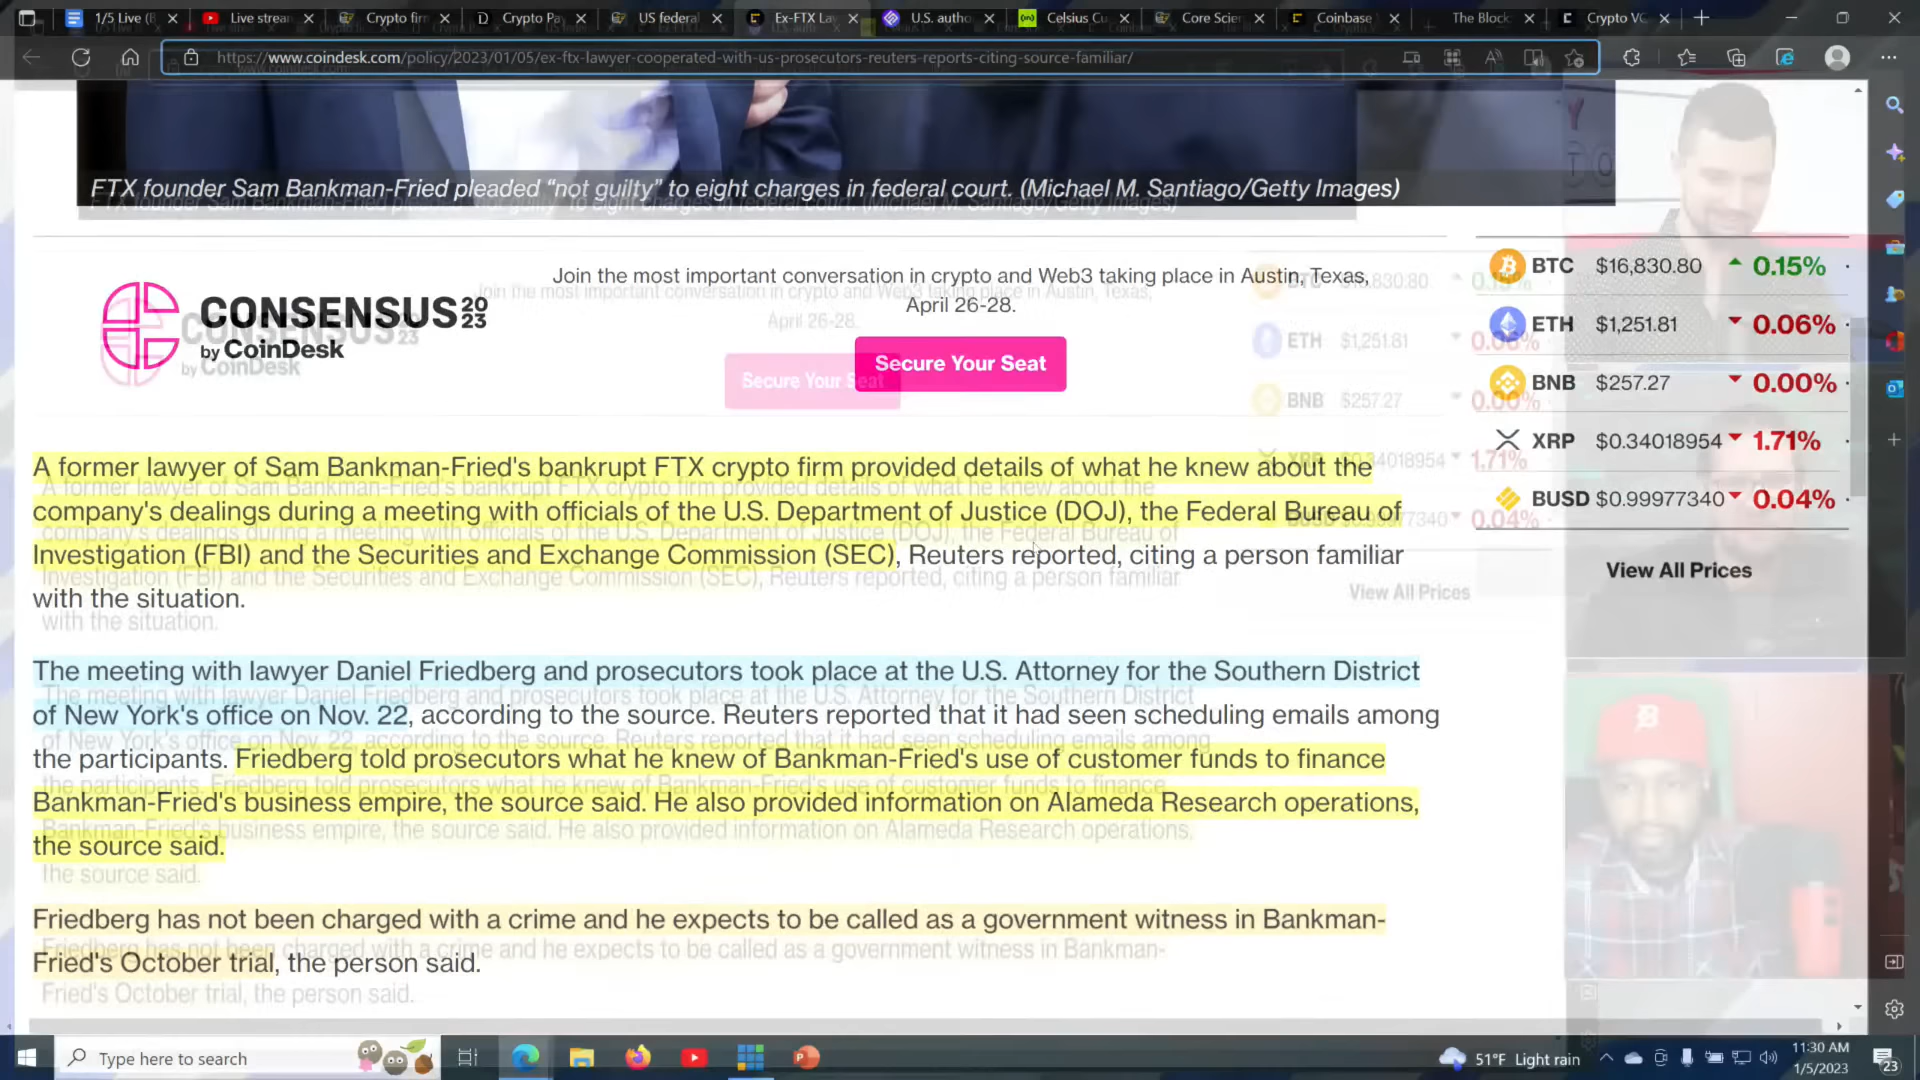 1/5 Live (
Live strean
Crypto firr
Crypto Pa
US federal
Ex-FTX La
U.S. autho
Celsius Cu
Core Scier
Coinbase
The Block
Crypto VC
https://www.coindesk.com/policy/2023/01/05/ex-ftx-lawyer-cooperated-with-us-prosecutors-reuters-reports-citing-source-familiar/
FTX founder Sam Bankman-Fried pleaded “not guilty” to eight charges in federal court. (Michael M. Santiago/Getty Images)
CONSENSUS 2023
by CoinDesk
Join the most important conversation in crypto and Web3 taking place in Austin, Texas,
April 26-28.
Secure Your Seat
BTC $16,830.80 0.15%
ETH $1,251.81 0.06%
BNB $257.27 0.00%
XRP $0.34018954 1.71%
BUSD $0.99977340 0.04%
View All Prices
A former lawyer of Sam Bankman-Fried's bankrupt FTX crypto firm provided details of what he knew about the
company's dealings during a meeting with officials of the U.S. Department of Justice (DOJ), the Federal Bureau of
Investigation (FBI) and the Securities and Exchange Commission (SEC), Reuters reported, citing a person familiar
with the situation.
The meeting with lawyer Daniel Friedberg and prosecutors took place at the U.S. Attorney for the Southern District
of New York's office on Nov. 22, according to the source. Reuters reported that it had seen scheduling emails among
the participants. Friedberg told prosecutors what he knew of Bankman-Fried's use of customer funds to finance
Bankman-Fried's business empire, the source said. He also provided information on Alameda Research operations,
the source said.
Friedberg has not been charged with a crime and he expects to be called as a government witness in Bankman-
Fried's October trial, the person said.
Type here to search
51°F Light rain
11:30 AM
1/5/2023
23